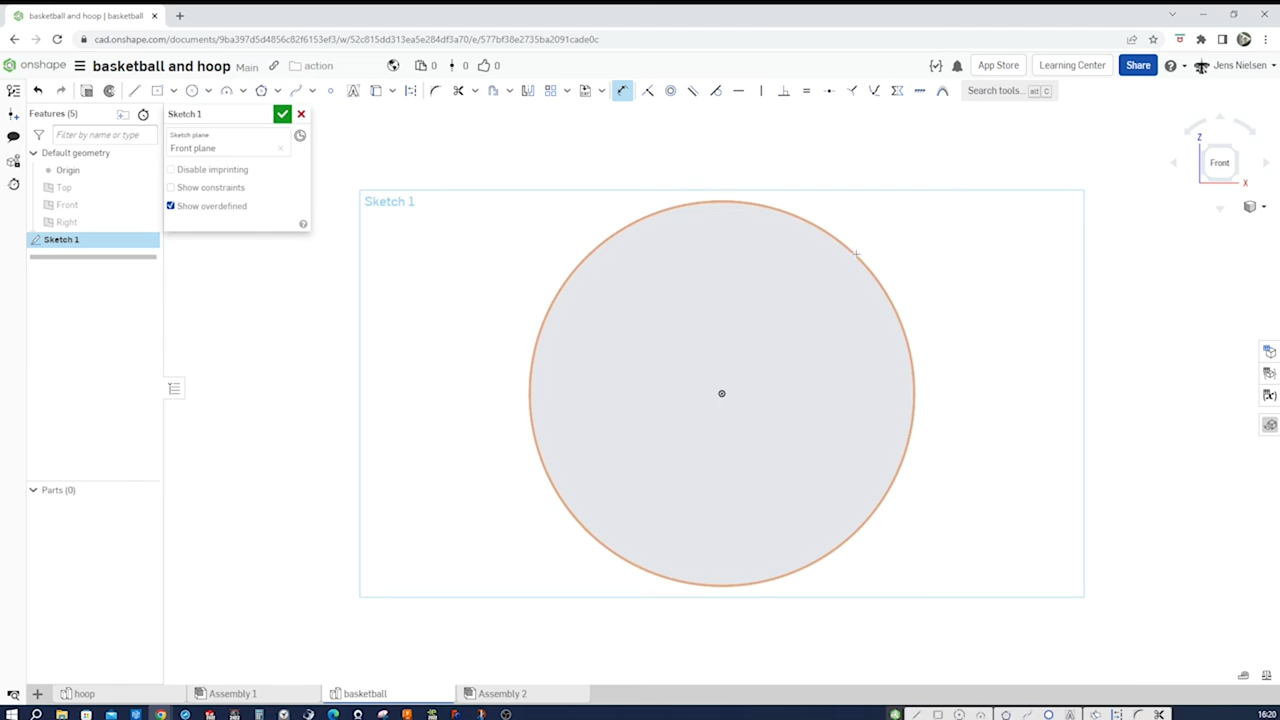 basketball and hoop | basketball
cad.onshape.com/documents/9ba397d5d4856c82f6153ef3/w/52c815dd313ea5e284df3a70/e/577bf38e2735ba2091cade0c
onshape
basketball and hoop Main action 0 0 0 App Store Learning Center Share Jens Nielsen
Search tools... alt C
Features (5)
Filter by name or type
Default geometry
Origin
Top
Front
Right
Sketch 1
Sketch 1
Sketch plane
Front plane
Disable imprinting
Show constraints
Show overdefined
Sketch 1
Z
Front
X
Parts (0)
hoop Assembly 1 basketball Assembly 2
16:20